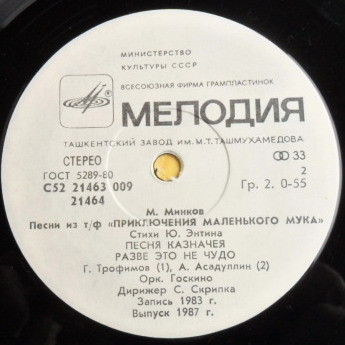 МИНИСТЕРСТВО
КУЛЬТУРЫ СССР
ВСЕСОЮЗНАЯ ФИРМА ГРАМПЛАСТИНОК
МЕЛОДИЯ
ТАШКЕНТСКИЙ ЗАВОД ИМ. М.Т. ТАШМУХАМЕДОВА
СТЕРЕО
33
ГОСТ 5289-80
2
С52 21463 009
Гр. 2. 0-55
21464
М. Минков
Песни из т/ф «ПРИКЛЮЧЕНИЯ МАЛЕНЬКОГО МУКА»
Стихи Ю. Энтина
ПЕСНЯ КАЗНАЧЕЯ
РАЗВЕ ЭТО НЕ ЧУДО
Г. Трофимов (1), А. Асадуллин (2)
Орк. Госкино
Дирижер С. Скрипка
Запись 1983 г.
Выпуск 1987 г.